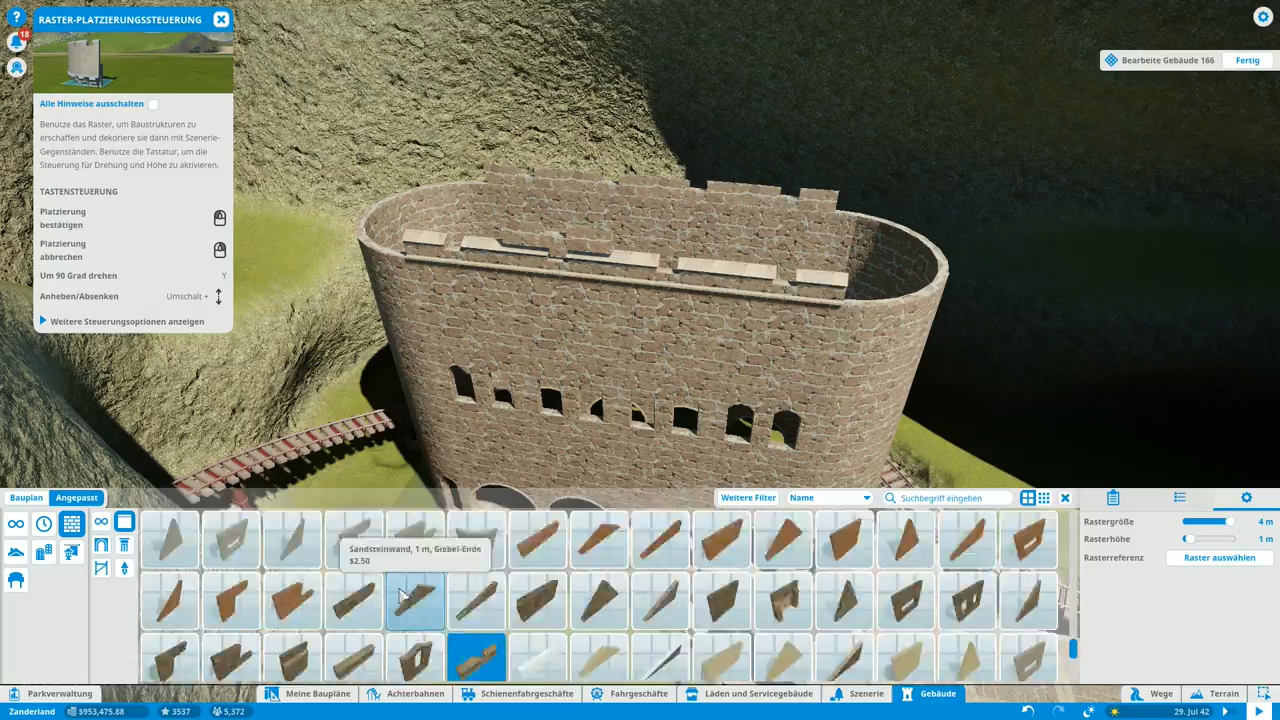 RASTER-PLATZIERUNGSSTEUERUNG
18
Alle Hinweise ausschalten
Benutze das Raster, um Baustrukturen zu
erschaffen und dekoriere sie dann mit Szenerie-
Gegenständen. Benutze die Tastatur, um die
Steuerung für Drehung und Höhe zu aktivieren.
TASTENSTEUERUNG
Platzierung
bestätigen
Platzierung
abbrechen
Um 90 Grad drehen Y
Anheben/Absenken Umschalt +
Weitere Steuerungsoptionen anzeigen
Bearbeite Gebäude 166 Fertig
Bauplan Angepasst Weitere Filter Name Suchbegriff eingeben
Sandsteinwand, 1 m, Giebel-Ende
$2.50
Rastergröße 4 m
Rasterhöhe 1 m
Rasterreferenz Raster auswählen
Parkverwaltung Meine Baupläne Achterbahnen Schienenfahrgeschäfte Fahrgeschäfte Läden und Servicegebäude Szenerie Gebäude Wege Terrain
Zanderland $953,475.88 3537 5,372 29. Jul 42